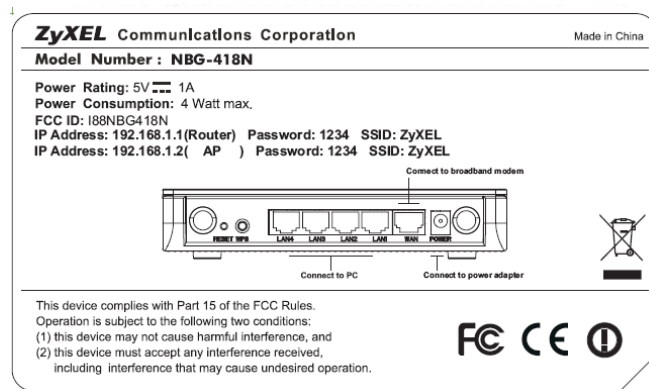 ZyXEL Communications Corporation
Made in China
Model Number : NBG-418N
Power Rating: 5V 1A
Power Consumption: 4 Watt max.
FCC ID: I88NBG418N
IP Address: 192.168.1.1(Router) Password: 1234 SSID: ZyXEL
IP Address: 192.168.1.2( AP ) Password: 1234 SSID: ZyXEL
Connect to broadband modem
RESET WPS LAN4 LAN3 LAN2 LAN1 WAN POWER
Connect to PC
Connect to power adapter
This device complies with Part 15 of the FCC Rules.
Operation is subject to the following two conditions:
(1) this device may not cause harmful interference, and
(2) this device must accept any interference received,
including interference that may cause undesired operation.
FC CE